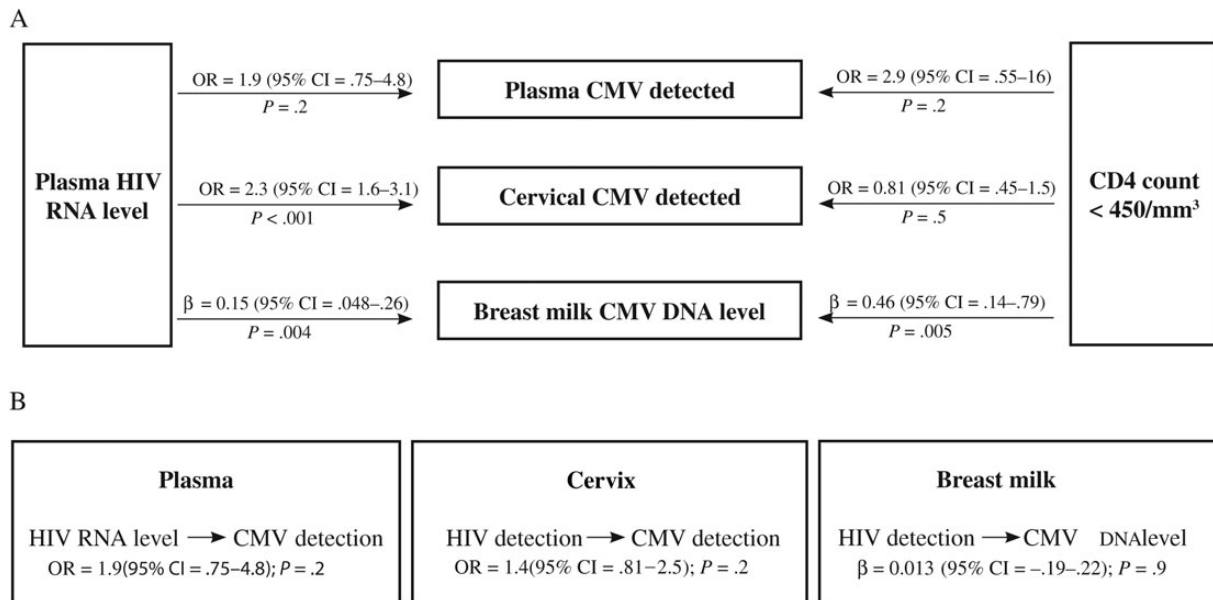 A
OR = 1.9 (95% CI = .75–4.8)
P = .2
Plasma CMV detected
OR = 2.9 (95% CI = .55–16)
P = .2
Plasma HIV
RNA level
OR = 2.3 (95% CI = 1.6–3.1)
P < .001
Cervical CMV detected
OR = 0.81 (95% CI = .45–1.5)
P = .5
CD4 count
< 450/mm³
β = 0.15 (95% CI = .048–.26)
P = .004
Breast milk CMV DNA level
β = 0.46 (95% CI = .14–.79)
P = .005
B
Plasma
HIV RNA level → CMV detection
OR = 1.9(95% CI = .75–4.8); P = .2
Cervix
HIV detection → CMV detection
OR = 1.4(95% CI = .81–2.5); P = .2
Breast milk
HIV detection → CMV DNAlevel
β = 0.013 (95% CI = –.19–.22); P = .9